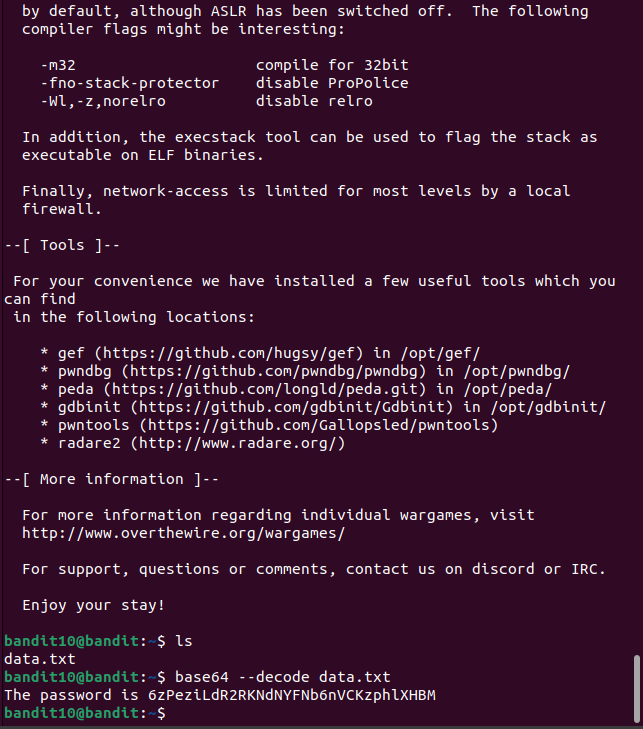 by default, although ASLR has been switched off.  The following
compiler flags might be interesting:
-m32                    compile for 32bit
-fno-stack-protector    disable ProPolice
-Wl,-z,norelro          disable relro
In addition, the execstack tool can be used to flag the stack as
executable on ELF binaries.
Finally, network-access is limited for most levels by a local
firewall.
--[ Tools ]--
For your convenience we have installed a few useful tools which you
can find
in the following locations:
* gef (https://github.com/hugsy/gef) in /opt/gef/
* pwndbg (https://github.com/pwndbg/pwndbg) in /opt/pwndbg/
* peda (https://github.com/longld/peda.git) in /opt/peda/
* gdbinit (https://github.com/gdbinit/Gdbinit) in /opt/gdbinit/
* pwntools (https://github.com/Gallopsled/pwntools)
* radare2 (http://www.radare.org/)
--[ More information ]--
For more information regarding individual wargames, visit
http://www.overthewire.org/wargames/
For support, questions or comments, contact us on discord or IRC.
Enjoy your stay!
bandit10@bandit:~$ ls
data.txt
bandit10@bandit:~$ base64 --decode data.txt
The password is 6zPeziLdR2RKNdNYFNb6nVCKzphlXHBM
bandit10@bandit:~$